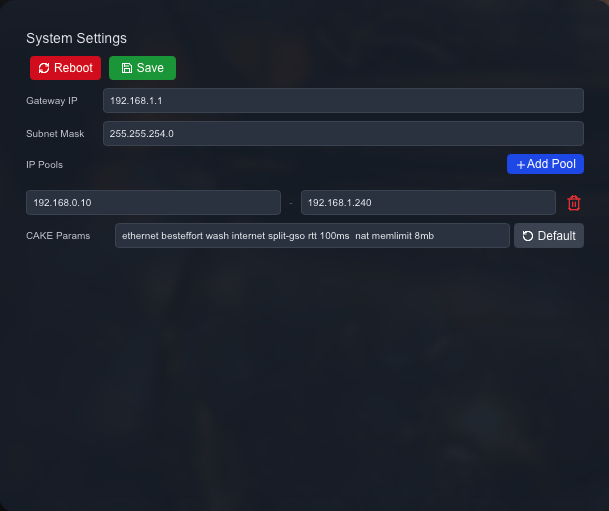 System Settings
Reboot Save
Gateway IP 192.168.1.1
Subnet Mask 255.255.254.0
IP Pools +Add Pool
192.168.0.10 - 192.168.1.240
CAKE Params ethernet besteffort wash internet split-gso rtt 100ms  nat memlimit 8mb Default